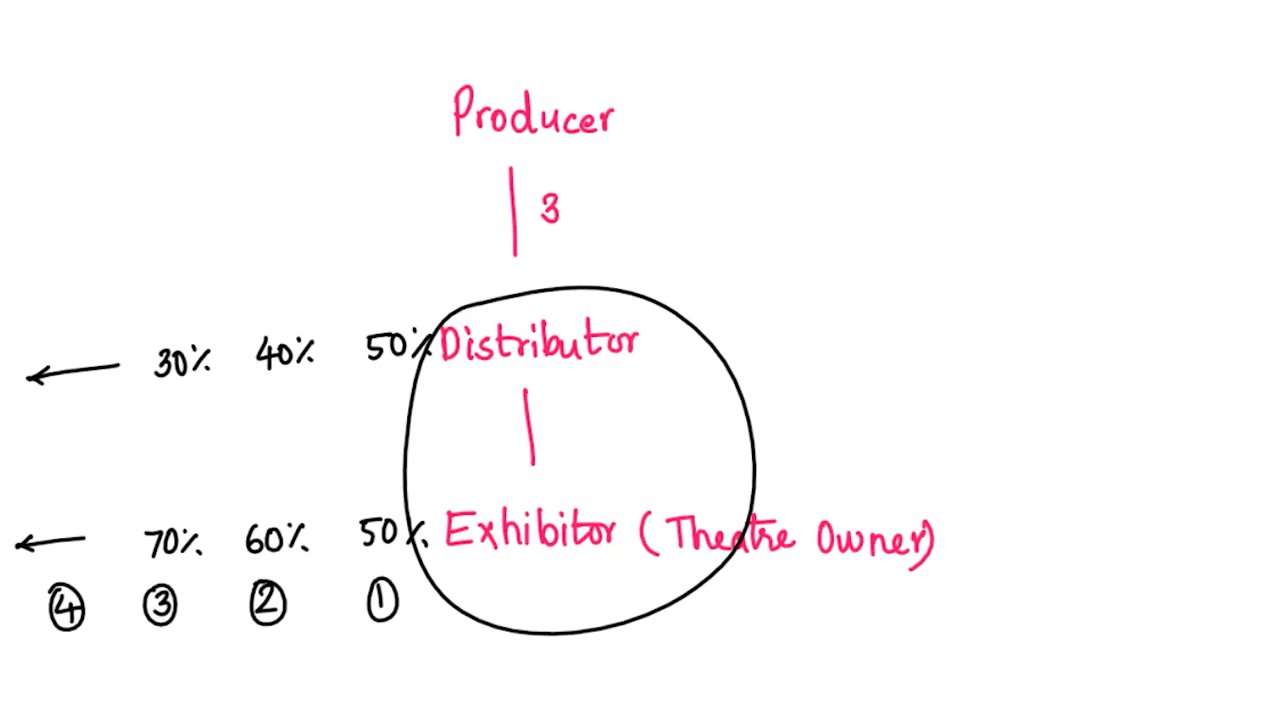 Producer
3
30% 40% 50% Distributor
70% 60% 50% Exhibitor (Theatre Owner)
4 3 2 1